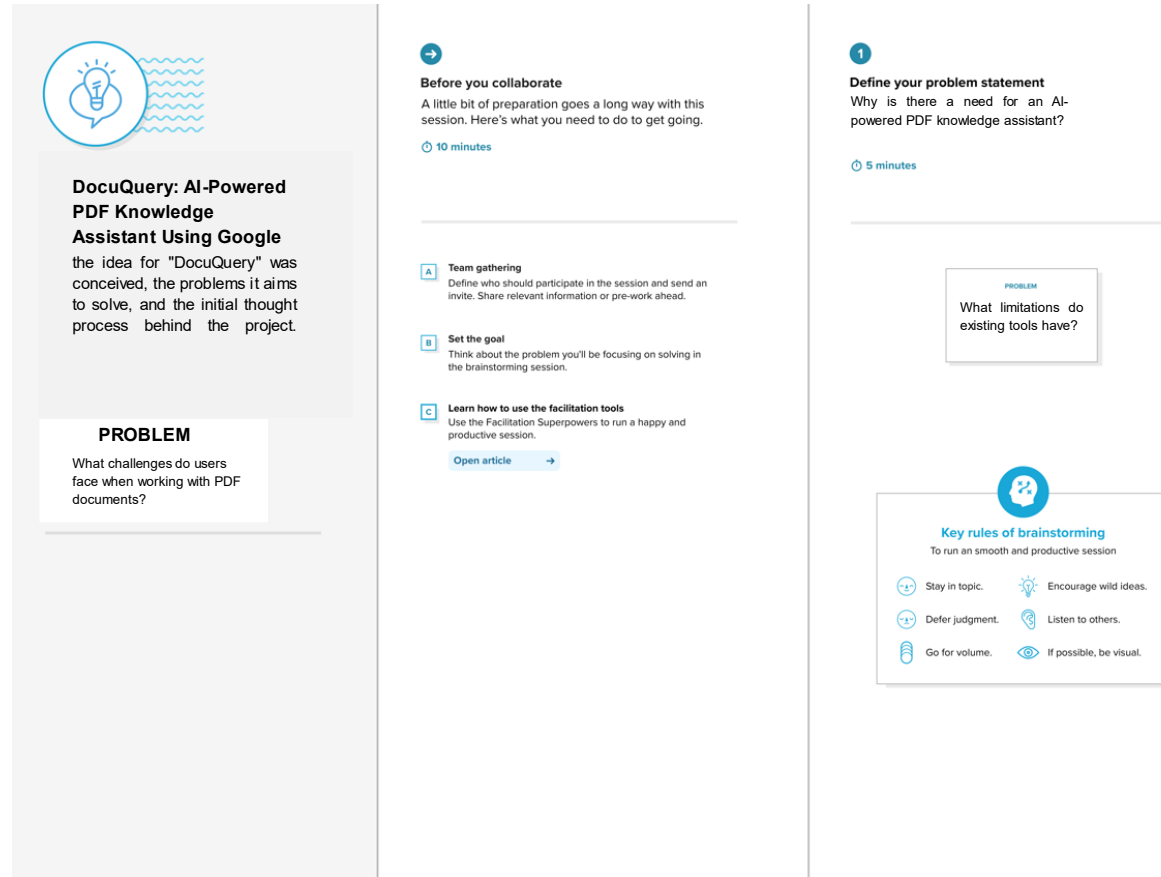 DocuQuery: AI-Powered
PDF Knowledge
Assistant Using Google
the idea for "DocuQuery" was
conceived, the problems it aims
to solve, and the initial thought
process behind the project.
PROBLEM
What challenges do users
face when working with PDF
documents?
Before you collaborate
A little bit of preparation goes a long way with this
session. Here's what you need to do to get going.
10 minutes
A
Team gathering
Define who should participate in the session and send an
invite. Share relevant information or pre-work ahead.
B
Set the goal
Think about the problem you'll be focusing on solving in
the brainstorming session.
C
Learn how to use the facilitation tools
Use the Facilitation Superpowers to run a happy and
productive session.
Open article
1
Define your problem statement
Why is there a need for an AI-
powered PDF knowledge assistant?
5 minutes
PROBLEM
What limitations do
existing tools have?
Key rules of brainstorming
To run an smooth and productive session
Stay in topic.
Encourage wild ideas.
Defer judgment.
Listen to others.
Go for volume.
If possible, be visual.